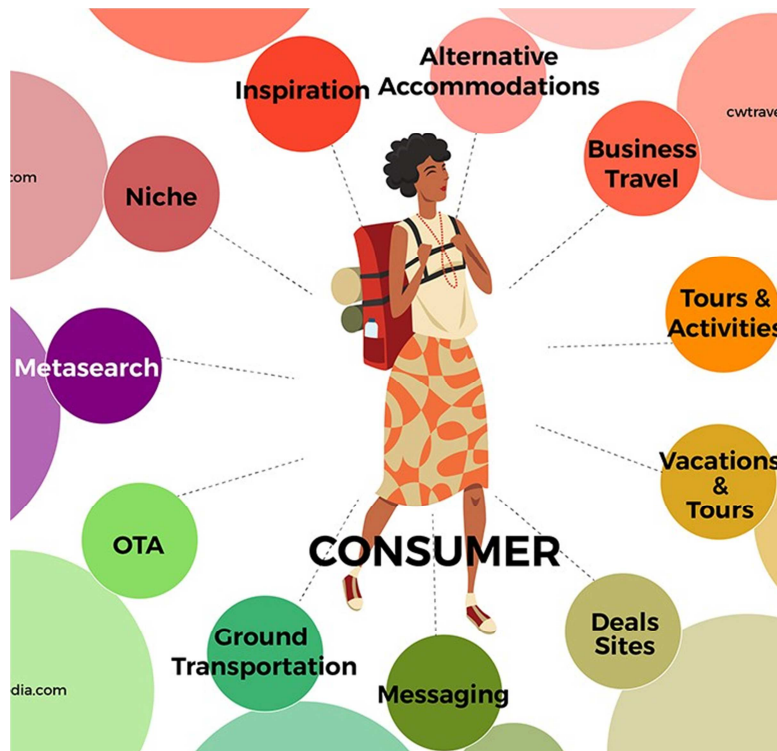 Inspiration
Alternative
Accommodations
cwtrave
Business
Travel
.com
Niche
Tours &
Activities
Metasearch
Vacations
&
Tours
OTA
CONSUMER
Deals
Sites
Ground
Transportation
Messaging
dia.com